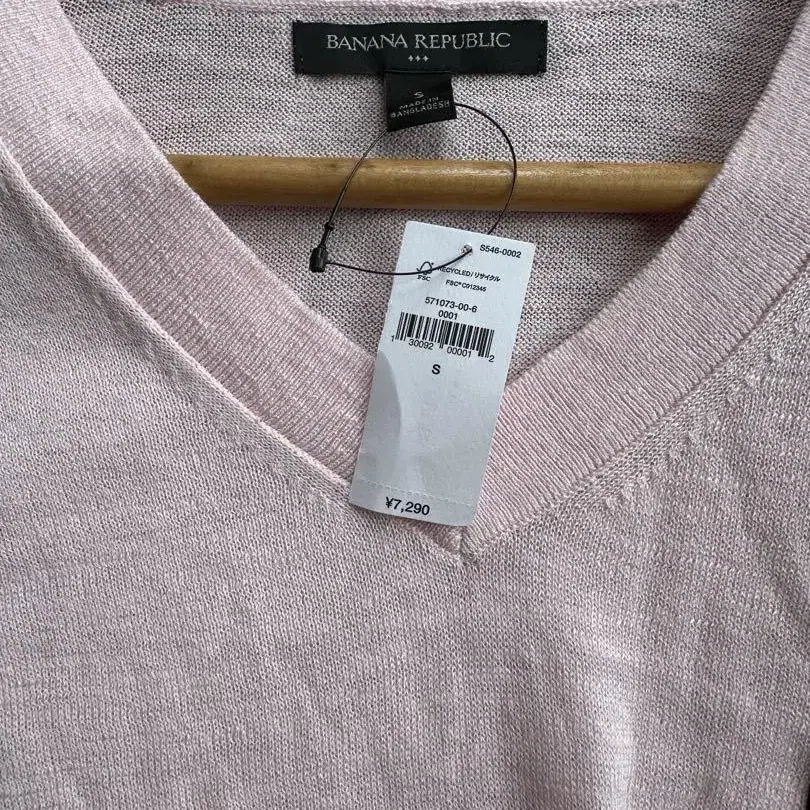 BANANA REPUBLIC
S
MADE IN
BANGLADESH
S546-0002
RECYCLED/リサイクル
FSC
FSC® C012345
571073-00-6
0001
1 30092 00001 2
S
¥7,290